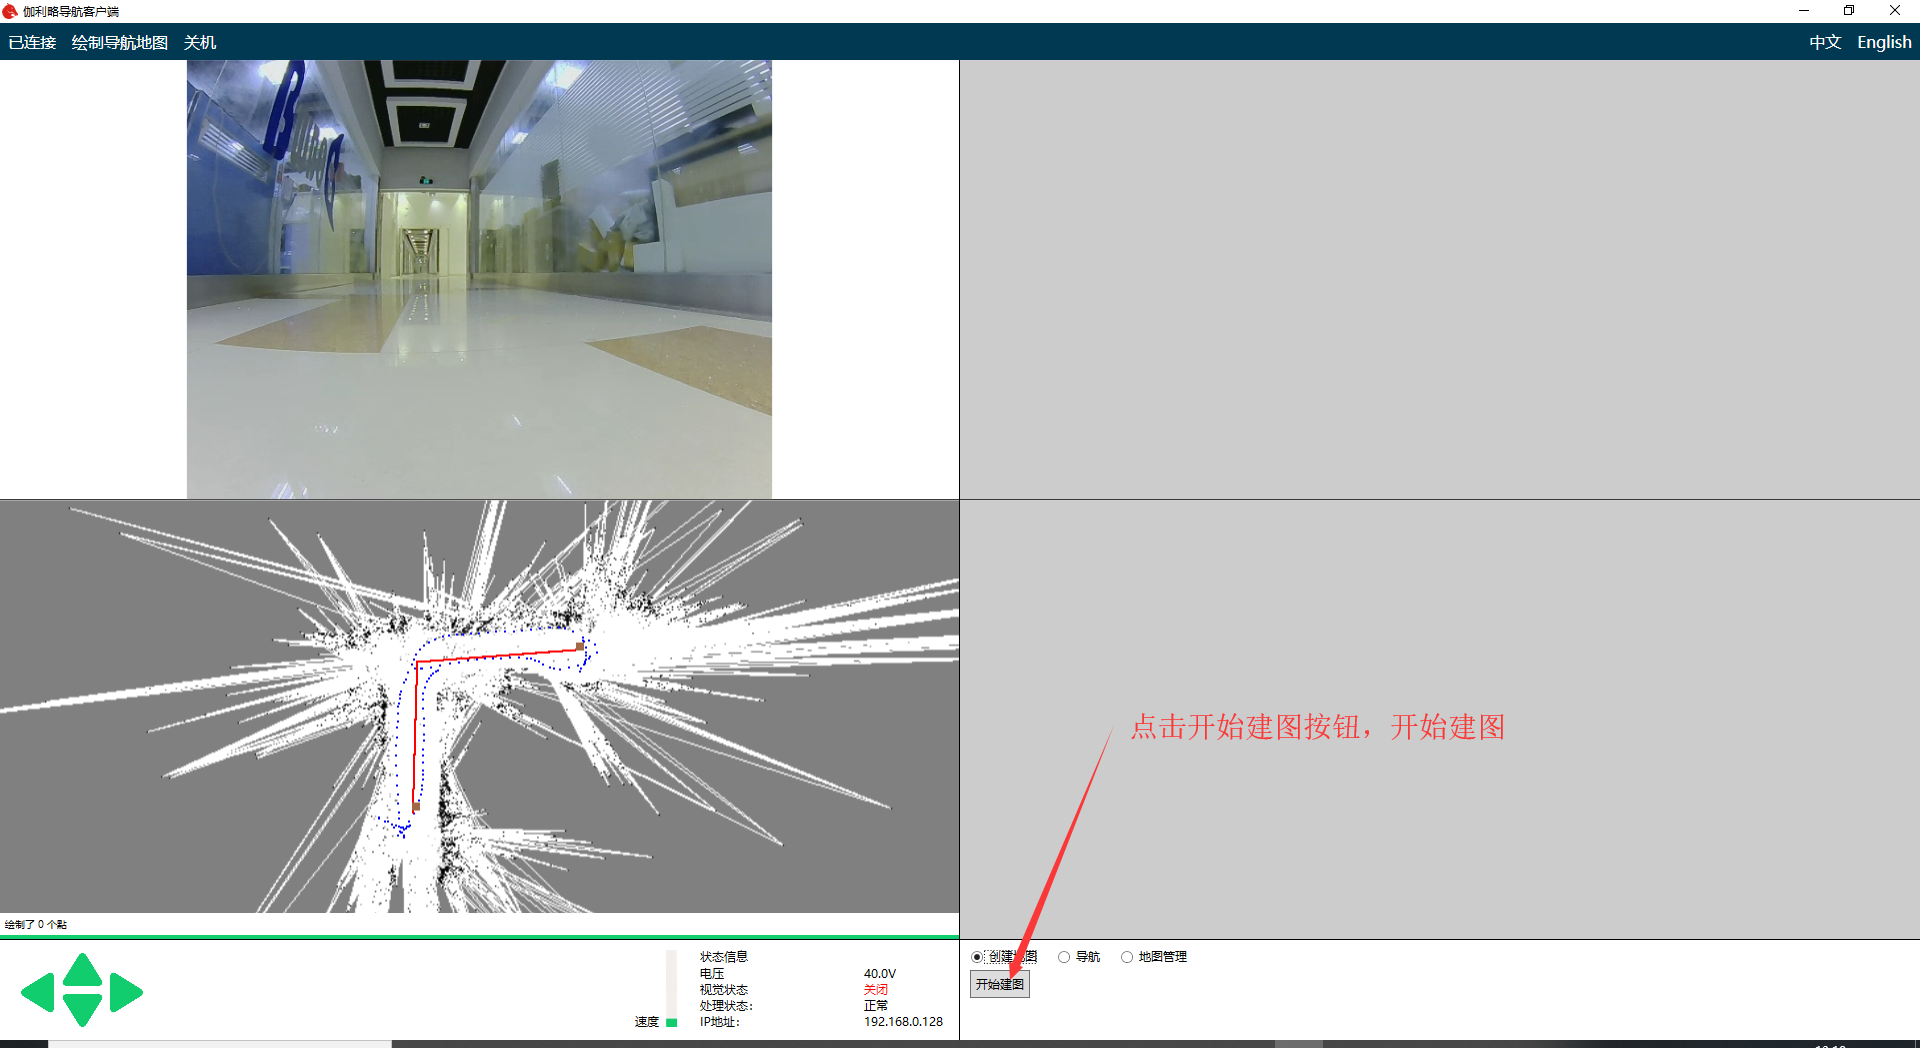 伽利略导航客户端
已连接 绘制导航地图 关机 中文 English
点击开始建图按钮，开始建图
绘制了 0 个點
创建地图 导航 地图管理
开始建图
状态信息
电压 40.0V
视觉状态 关闭
处理状态: 正常
速度 IP地址: 192.168.0.128